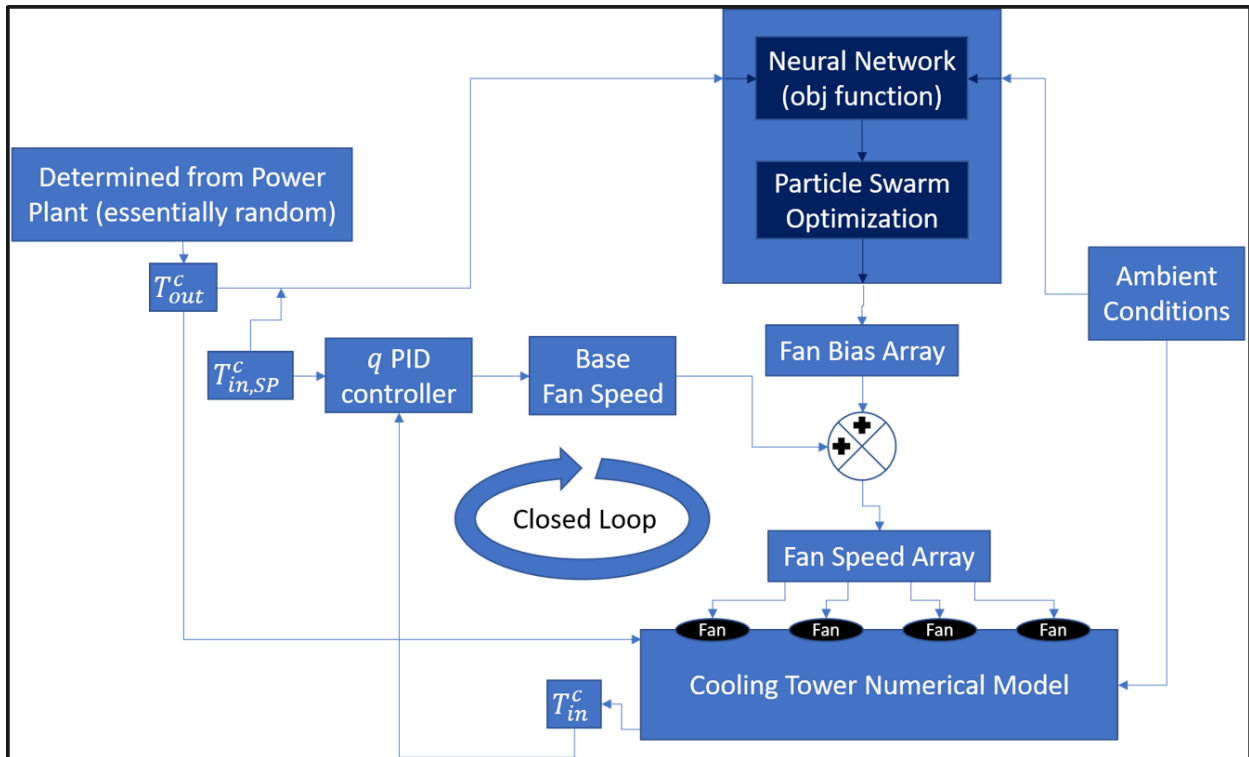 Neural Network
(obj function)
Particle Swarm
Optimization
Determined from Power
Plant (essentially random)
T^c_out
Ambient
Conditions
T^c_in,SP
q PID
controller
Base
Fan Speed
Fan Bias Array
Closed Loop
Fan Speed Array
Fan
Fan
Fan
Fan
Cooling Tower Numerical Model
T^c_in